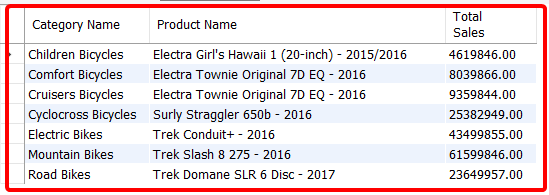 Category Name Product Name Total Sales
Children Bicycles Electra Girl's Hawaii 1 (20-inch) - 2015/2016 4619846.00
Comfort Bicycles Electra Townie Original 7D EQ - 2016 8039866.00
Cruisers Bicycles Electra Townie Original 7D EQ - 2016 9359844.00
Cyclocross Bicycles Surly Straggler 650b - 2016 25382949.00
Electric Bikes Trek Conduit+ - 2016 43499855.00
Mountain Bikes Trek Slash 8 275 - 2016 61599846.00
Road Bikes Trek Domane SLR 6 Disc - 2017 23649957.00